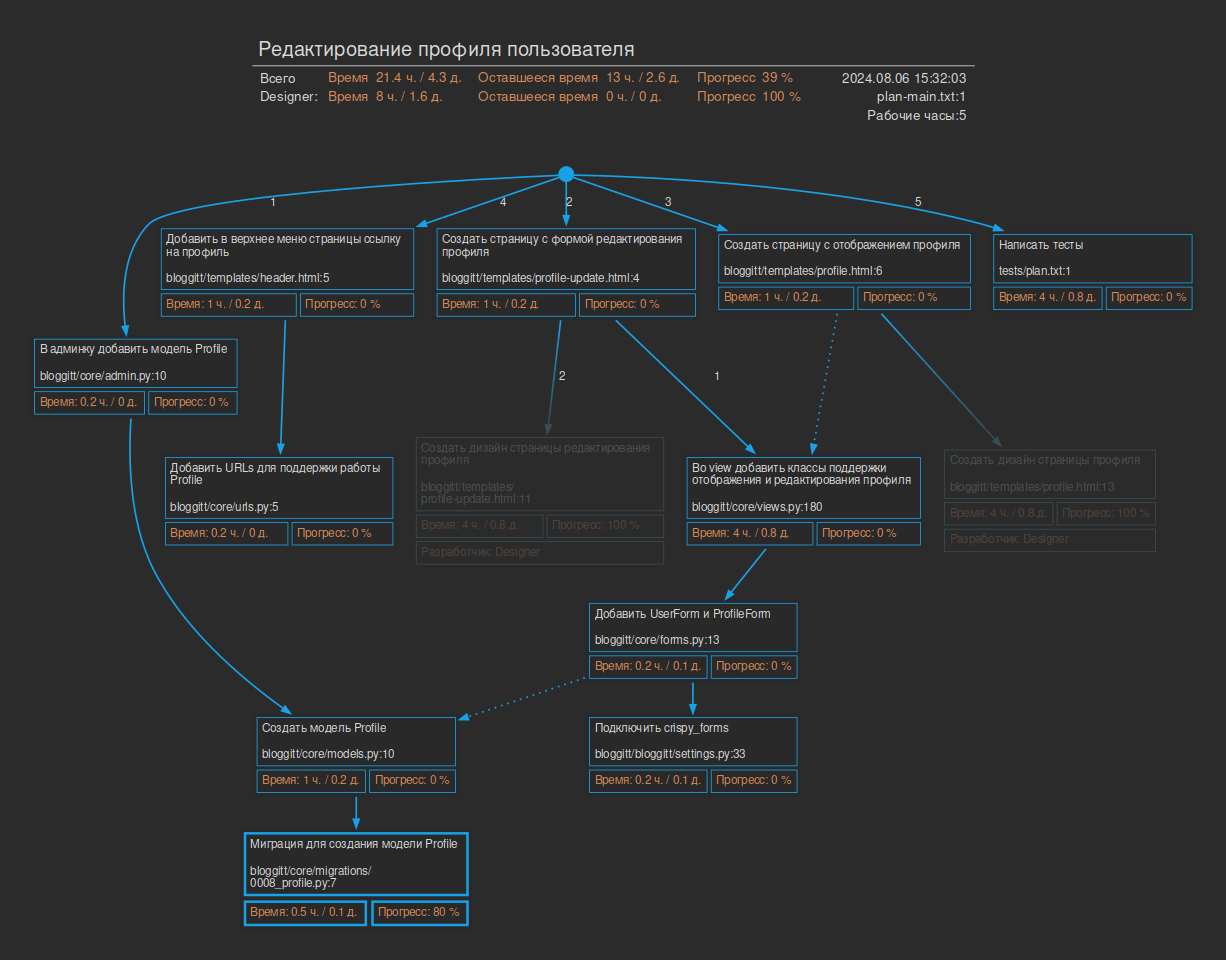 Редактирование профиля пользователя
Всего Время 21.4 ч. / 4.3 д. Оставшееся время 13 ч. / 2.6 д. Прогресс 39 % 2024.08.06 15:32:03
Designer: Время 8 ч. / 1.6 д. Оставшееся время 0 ч. / 0 д. Прогресс 100 % plan-main.txt:1
Рабочие часы:5
1
4
2
3
5
Добавить в верхнее меню страницы ссылку
на профиль
bloggitt/templates/header.html:5
Время: 1 ч. / 0.2 д. Прогресс: 0 %
Создать страницу с формой редактирования
профиля
bloggitt/templates/profile-update.html:4
Время: 1 ч. / 0.2 д. Прогресс: 0 %
Создать страницу с отображением профиля
bloggitt/templates/profile.html:6
Время: 1 ч. / 0.2 д. Прогресс: 0 %
Написать тесты
tests/plan.txt:1
Время: 4 ч. / 0.8 д. Прогресс: 0 %
В админку добавить модель Profile
bloggitt/core/admin.py:10
Время: 0.2 ч. / 0 д. Прогресс: 0 %
2
1
Добавить URLs для поддержки работы
Profile
bloggitt/core/urls.py:5
Время: 0.2 ч. / 0 д. Прогресс: 0 %
Создать дизайн страницы редактирования
профиля
bloggitt/templates/
profile-update.html:11
Время: 4 ч. / 0.8 д. Прогресс: 100 %
Разработчик: Designer
Во view добавить классы поддержки
отображения и редактирования профиля
bloggitt/core/views.py:180
Время: 4 ч. / 0.8 д. Прогресс: 0 %
Создать дизайн страницы профиля
bloggitt/templates/profile.html:13
Время: 4 ч. / 0.8 д. Прогресс: 100 %
Разработчик: Designer
Добавить UserForm и ProfileForm
bloggitt/core/forms.py:13
Время: 0.2 ч. / 0.1 д. Прогресс: 0 %
Создать модель Profile
bloggitt/core/models.py:10
Время: 1 ч. / 0.2 д. Прогресс: 0 %
Подключить crispy_forms
bloggitt/bloggitt/settings.py:33
Время: 0.2 ч. / 0.1 д. Прогресс: 0 %
Миграция для создания модели Profile
bloggitt/core/migrations/
0008_profile.py:7
Время: 0.5 ч. / 0.1 д. Прогресс: 80 %